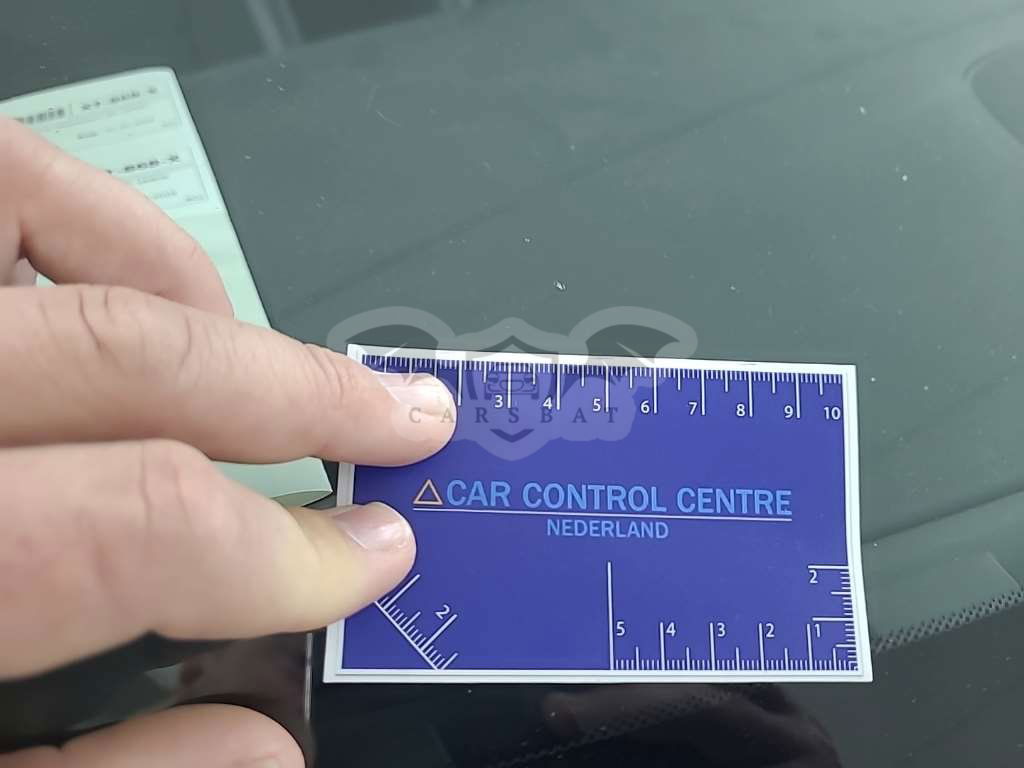 3 4 5 6 7 8 9 10
CARSBAT
CAR CONTROL CENTRE
NEDERLAND
2
2
5 4 3 2 1